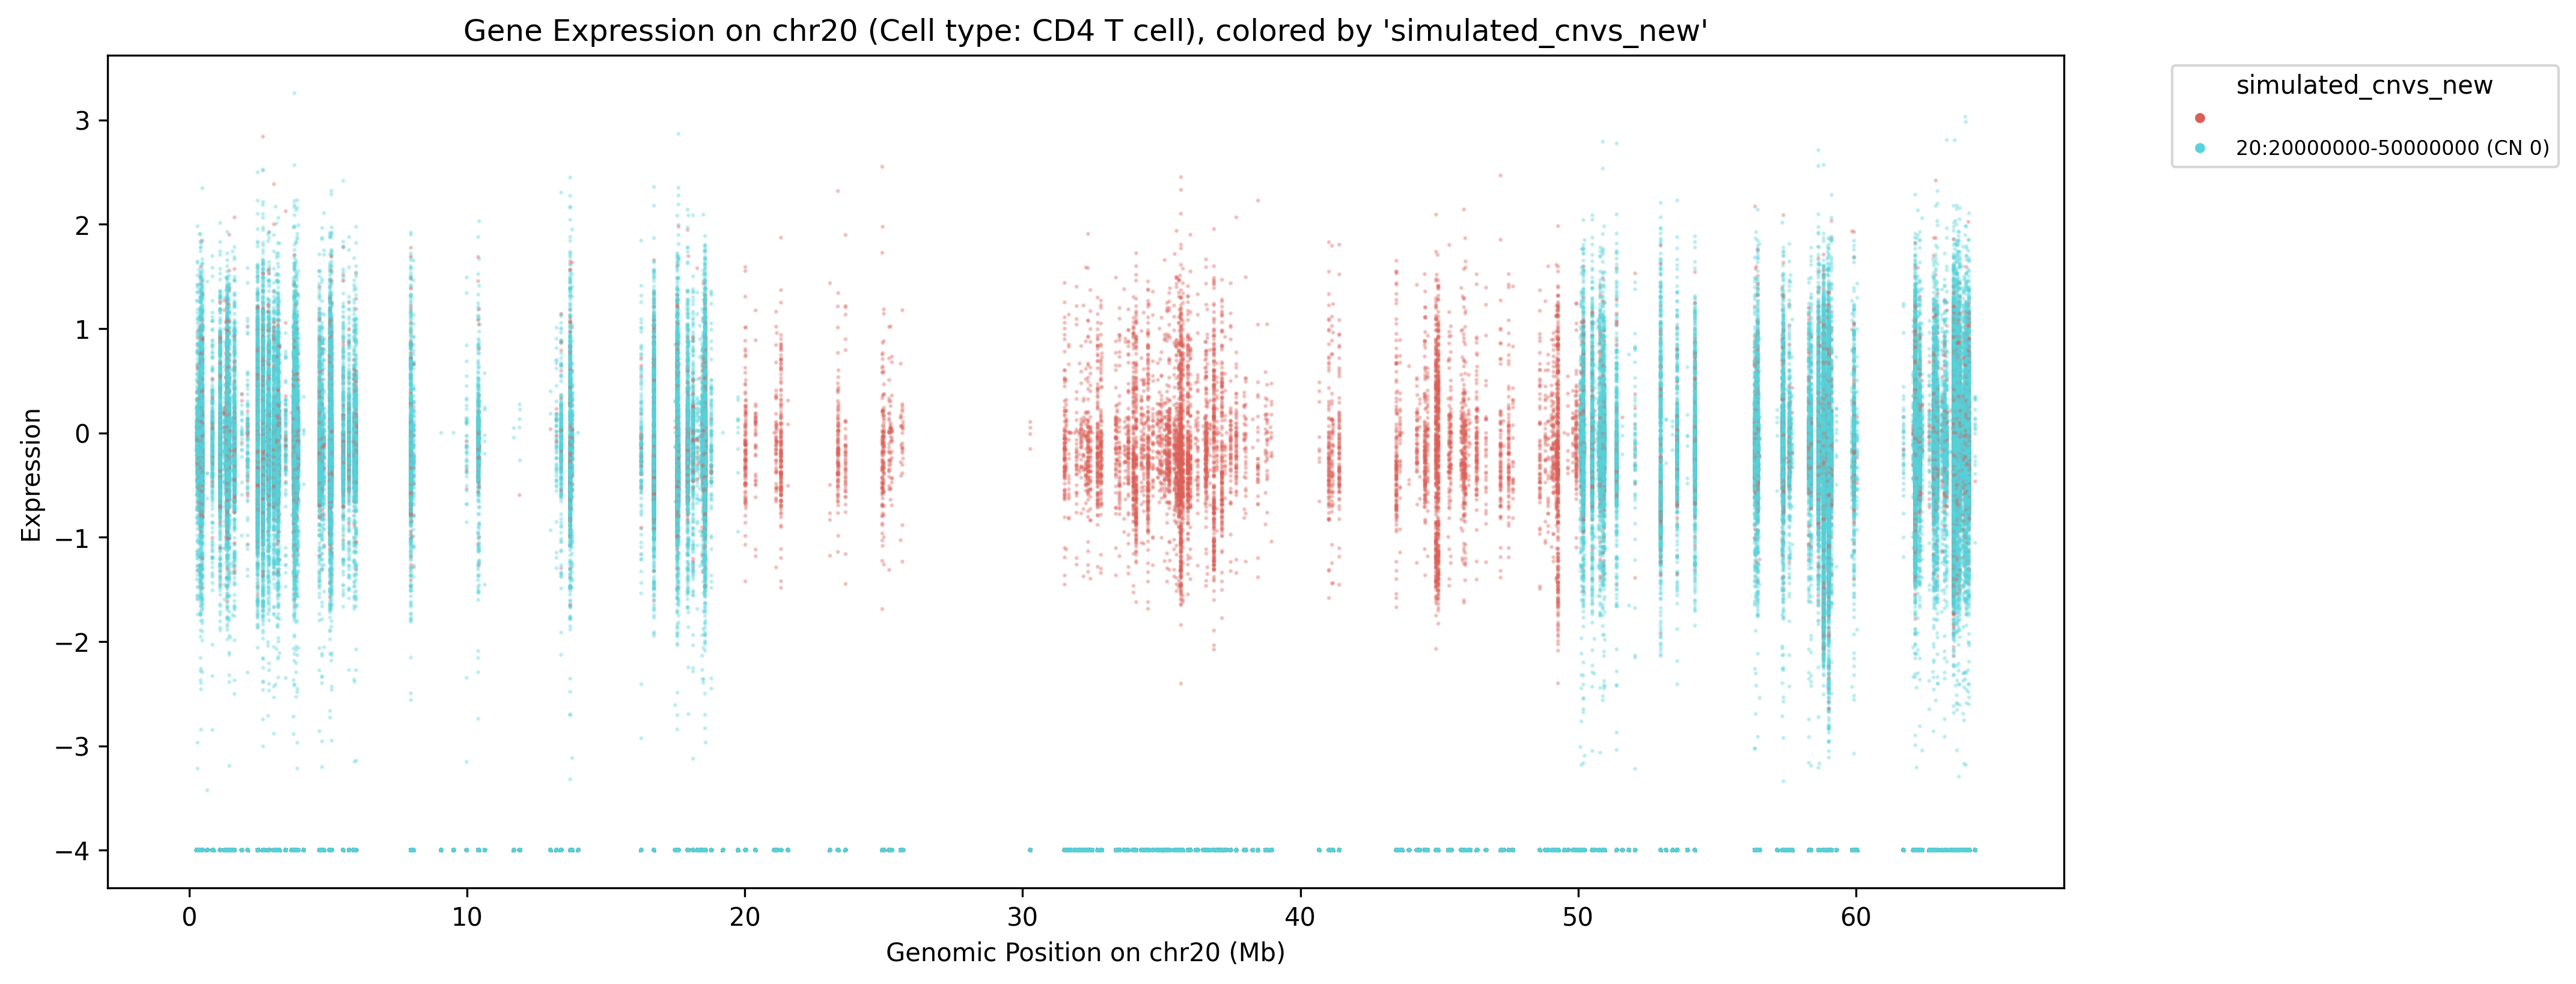 Gene Expression on chr20 (Cell type: CD4 T cell), colored by 'simulated_cnvs_new'
simulated_cnvs_new
20:20000000-50000000 (CN 0)
Expression
3
2
1
0
−1
−2
−3
−4
0 10 20 30 40 50 60
Genomic Position on chr20 (Mb)